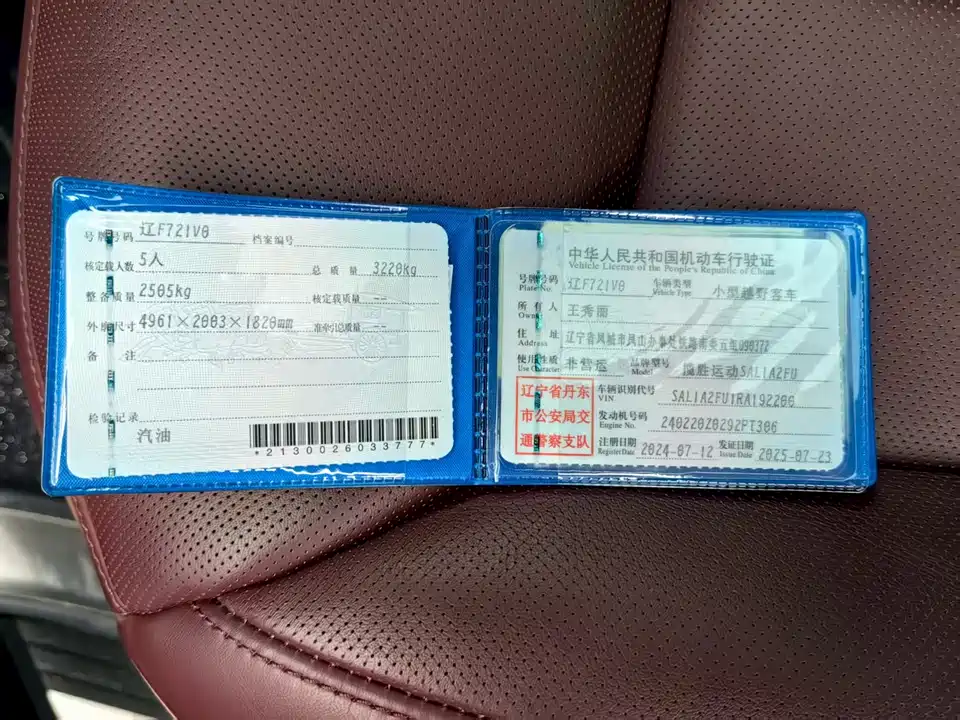 号牌号码 辽F721V0 档案编号
核定载人数 5人 总质量 3220kg
整备质量 2505kg 核定载质量 --
外廓尺寸 4961×2003×1820mm 准牵引总质量 --
备注
检验记录
汽油
*2130026033777*
中华人民共和国机动车行驶证
Vehicle License of the People's Republic of China
号牌号码 辽F721V0 车辆类型 小型越野客车
Plate No. Vehicle Type
所有人 王秀丽
Owner
住址 辽宁省凤城市凤山办事处
Address
使用性质 非营运 品牌型号 揽胜运动SAL1A2FU
Use Character Model
辽宁省丹东
市公安局交
通警察支队
车辆识别代号 SAL1A2FU1RA192206
VIN
发动机号码 240220Z0292PT306
Engine No.
注册日期 2024-07-12 发证日期 2025-07-23
Register Date Issue Date